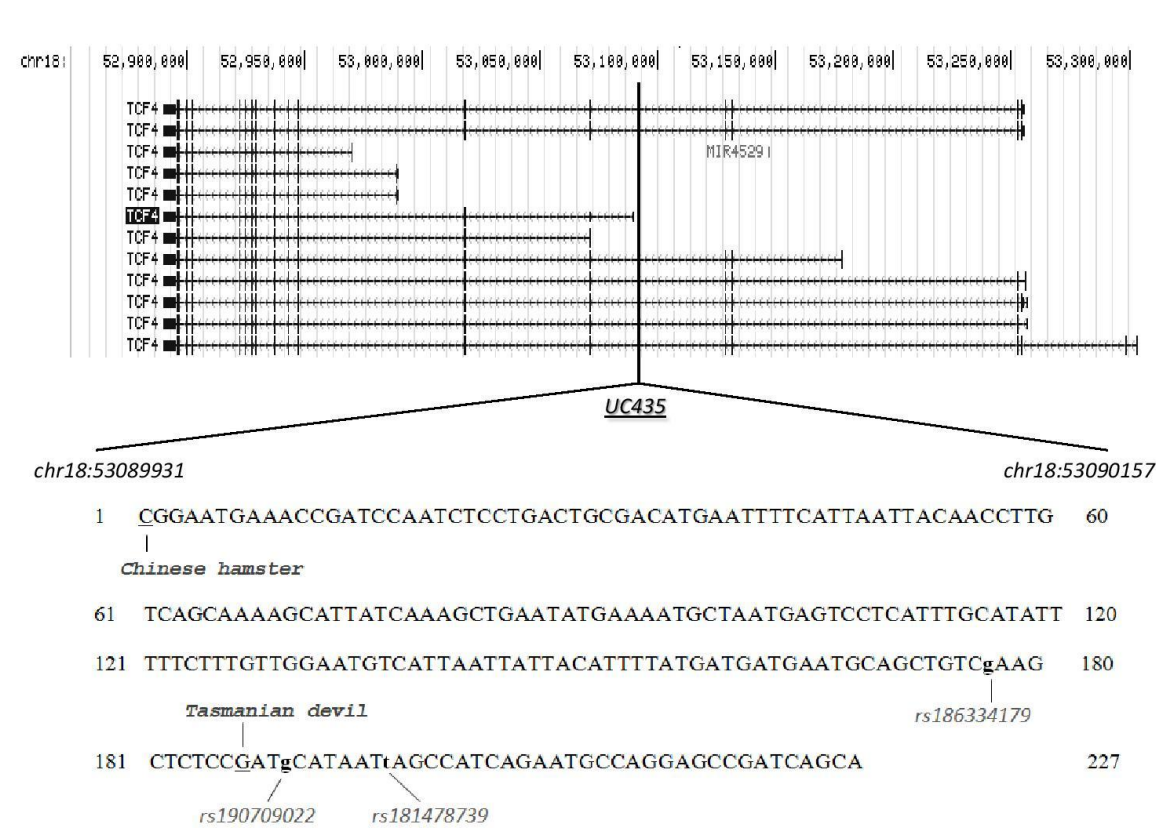 chr18: 52,900,000| 52,950,000| 53,000,000| 53,050,000| 53,100,000| 53,150,000| 53,200,000| 53,250,000| 53,300,000|
TCF4
TCF4
TCF4 MIR4529
TCF4
TCF4
TCF4
TCF4
TCF4
TCF4
TCF4
TCF4
TCF4
UC435
chr18:53089931 chr18:53090157
1 CGGAATGAAACCGATCCAATCTCCTGACTGCGACATGAATTTTCATTAATTACAACCTTG 60
Chinese hamster
61 TCAGCAAAAGCATTATCAAAGCTGAATATGAAAATGCTAATGAGTCCTCATTTGCATATT 120
121 TTTCTTTGTTGGAATGTCATTAATTATTACATTTTATGATGATGAATGCAGCTGTCgAAG 180
Tasmanian devil rs186334179
181 CTCTCCGATgCATAATtAGCCATCAGAATGCCAGGAGCCGATCAGCA 227
rs190709022 rs181478739